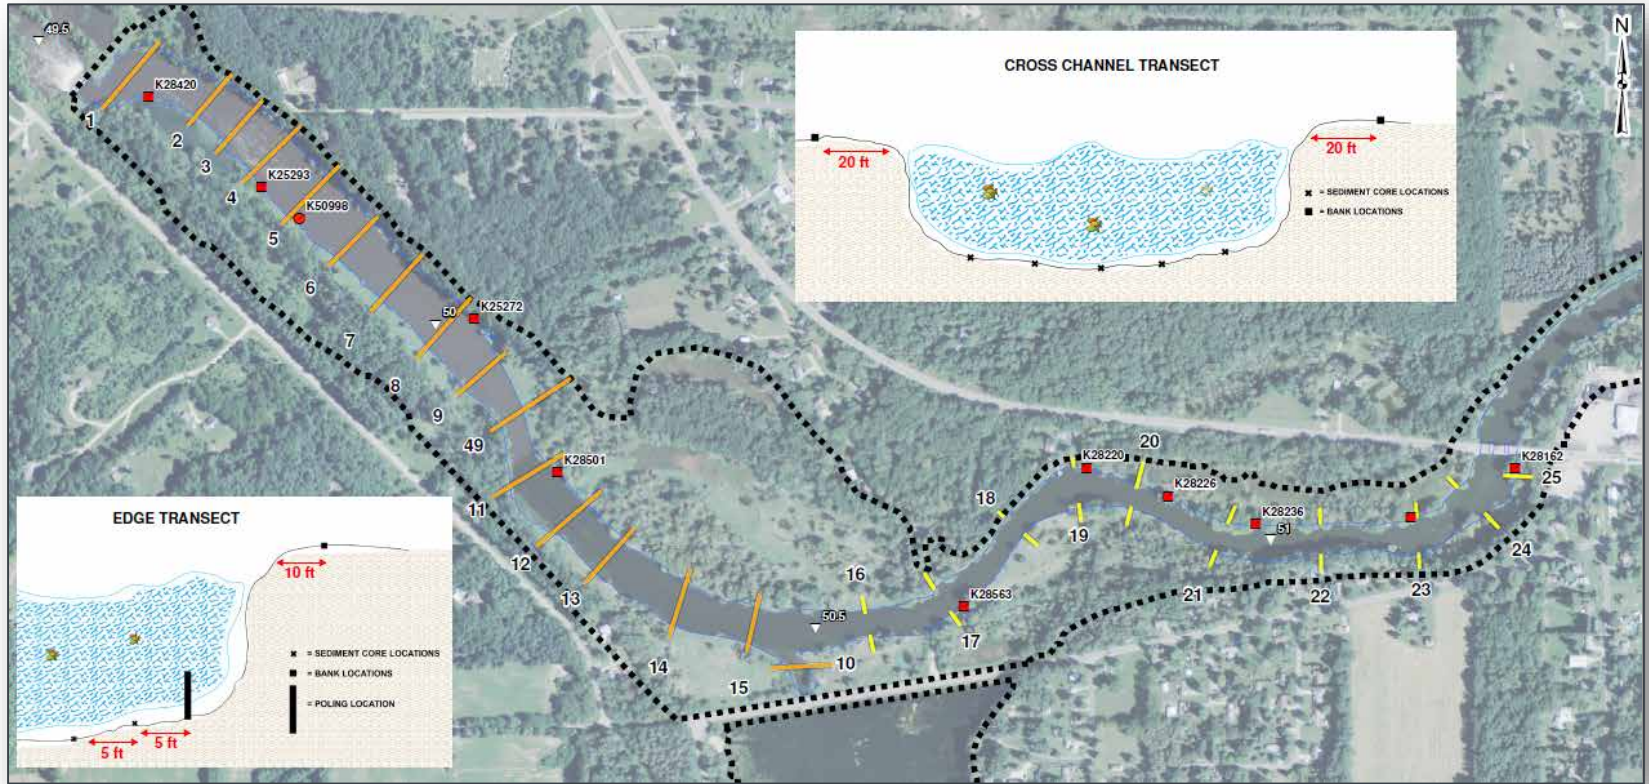 49.5
N
CROSS CHANNEL TRANSECT
20 ft
20 ft
= SEDIMENT CORE LOCATIONS
= BANK LOCATIONS
K28420
1
2
3
K25293
4
K50998
5
6
K25272
50
7
8
9
49
K28501
11
12
13
14
15
10
50.5
16
K28563
17
18
K28220
19
20
K28226
K28236
51
21
22
23
24
K28162
25
EDGE TRANSECT
10 ft
= SEDIMENT CORE LOCATIONS
= BANK LOCATIONS
= POLING LOCATION
5 ft
5 ft